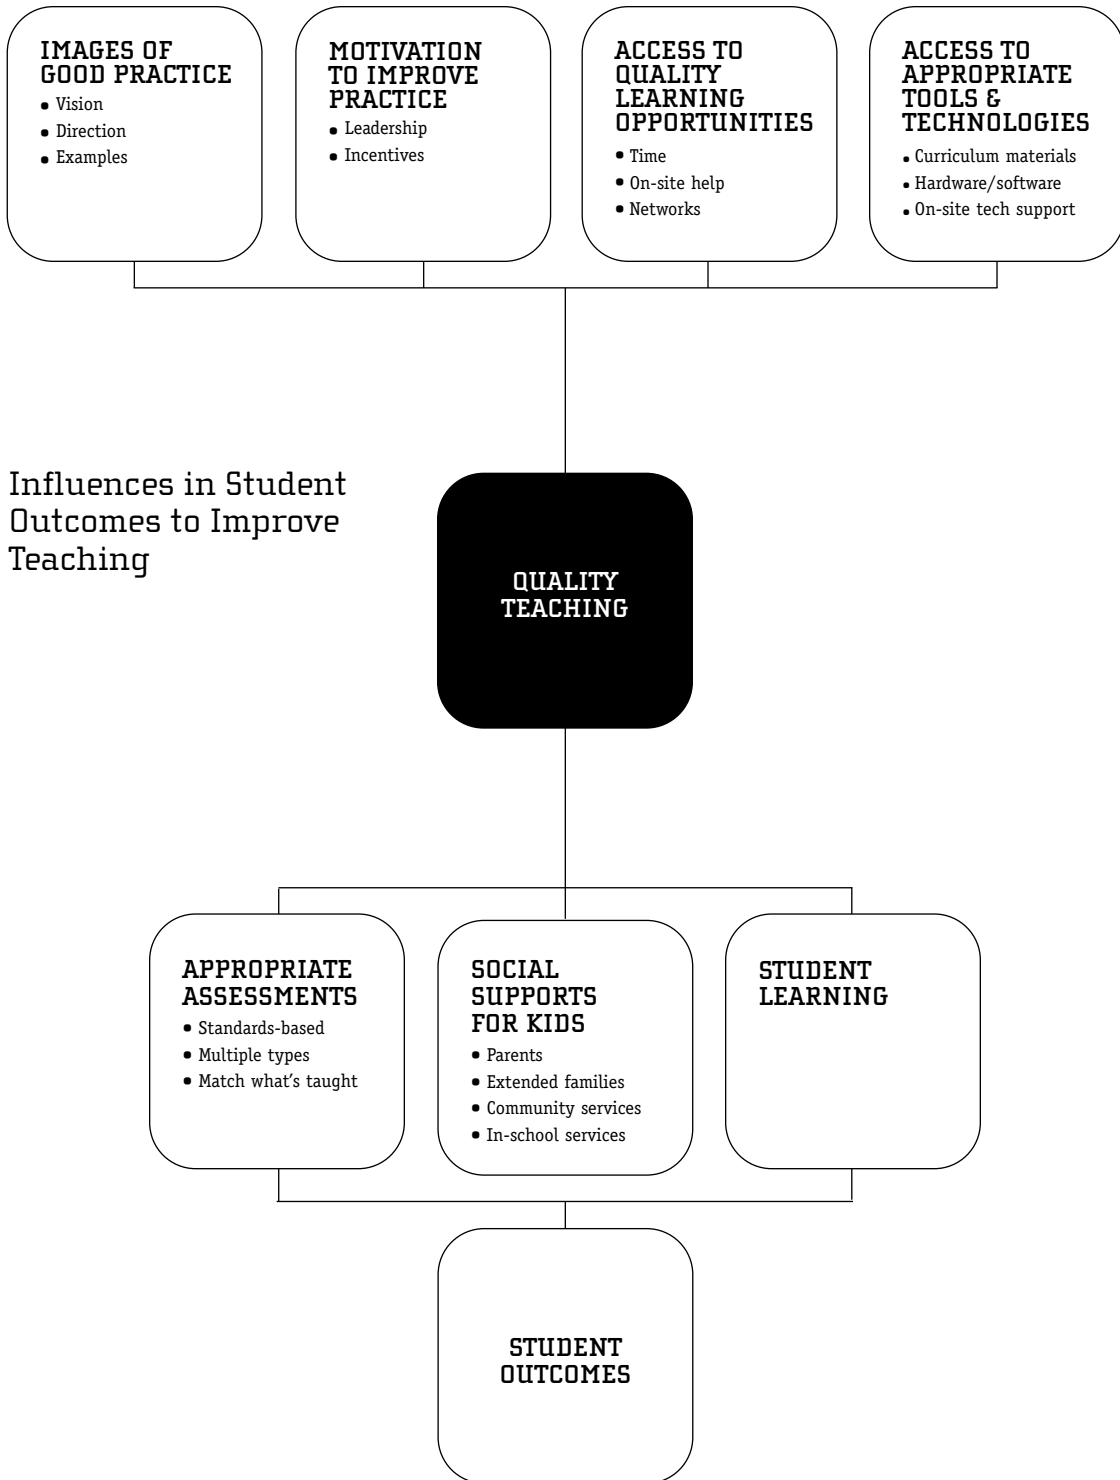 IMAGES OF
GOOD PRACTICE
• Vision
• Direction
• Examples
MOTIVATION
TO IMPROVE
PRACTICE
• Leadership
• Incentives
ACCESS TO
QUALITY
LEARNING
OPPORTUNITIES
• Time
• On-site help
• Networks
ACCESS TO
APPROPRIATE
TOOLS &
TECHNOLOGIES
• Curriculum materials
• Hardware/software
• On-site tech support
Influences in Student
Outcomes to Improve
Teaching
QUALITY
TEACHING
APPROPRIATE
ASSESSMENTS
• Standards-based
• Multiple types
• Match what's taught
SOCIAL
SUPPORTS
FOR KIDS
• Parents
• Extended families
• Community services
• In-school services
STUDENT
LEARNING
STUDENT
OUTCOMES